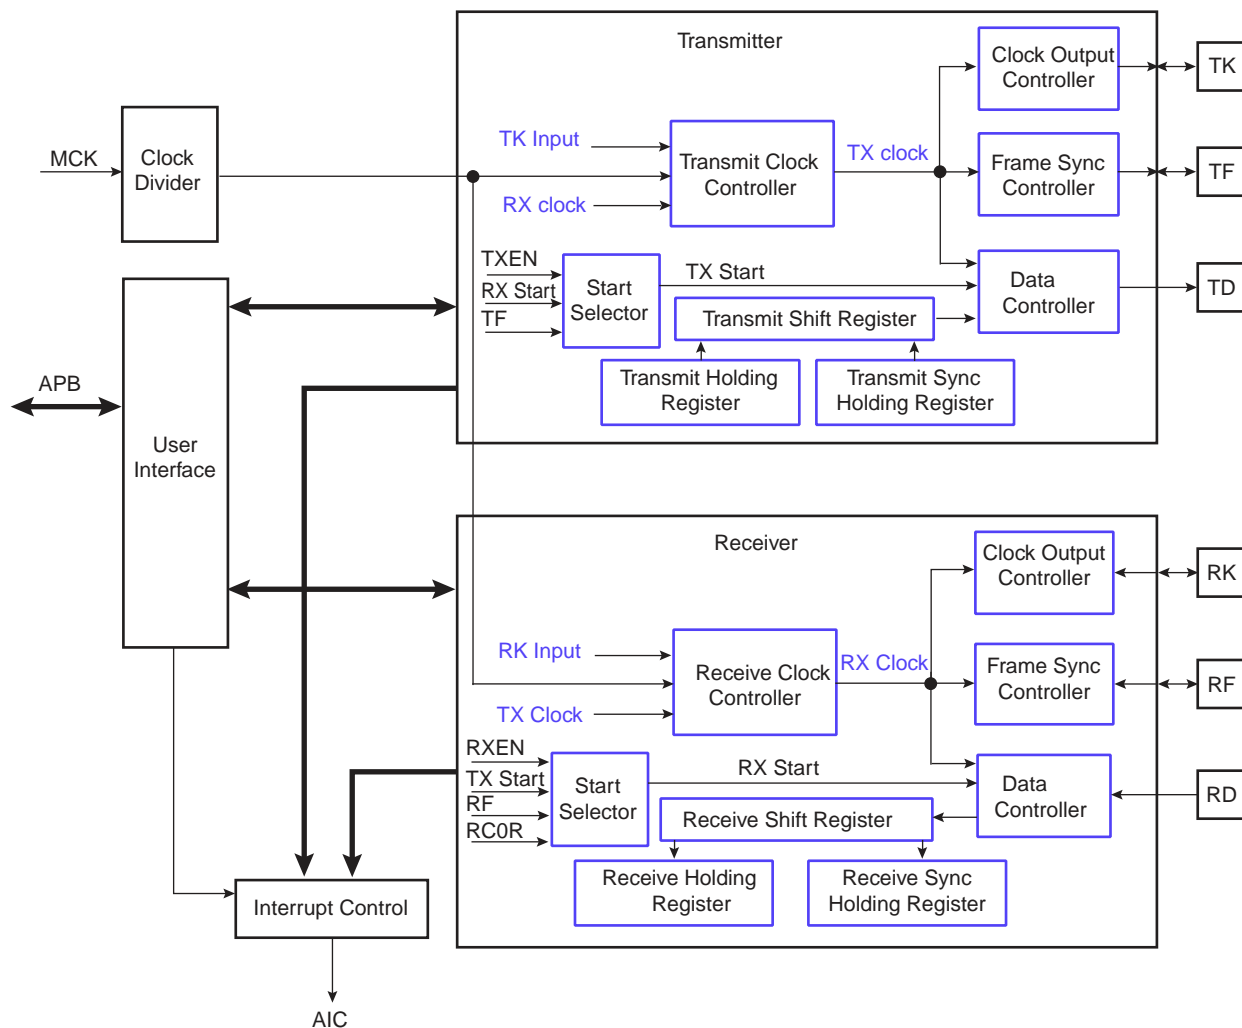 Transmitter
Clock Output
Controller
TK
MCK
Clock
Divider
TK Input
Transmit Clock
Controller
RX clock
TX clock
Frame Sync
Controller
TF
TXEN
RX Start
TF
Start
Selector
TX Start
Data
Controller
TD
Transmit Shift Register
Transmit Holding
Register
Transmit Sync
Holding Register
APB
User
Interface
Receiver
Clock Output
Controller
RK
RK Input
Receive Clock
Controller
TX Clock
RX Clock
Frame Sync
Controller
RF
RXEN
TX Start
RF
RC0R
Start
Selector
RX Start
Data
Controller
RD
Receive Shift Register
Receive Holding
Register
Receive Sync
Holding Register
Interrupt Control
AIC